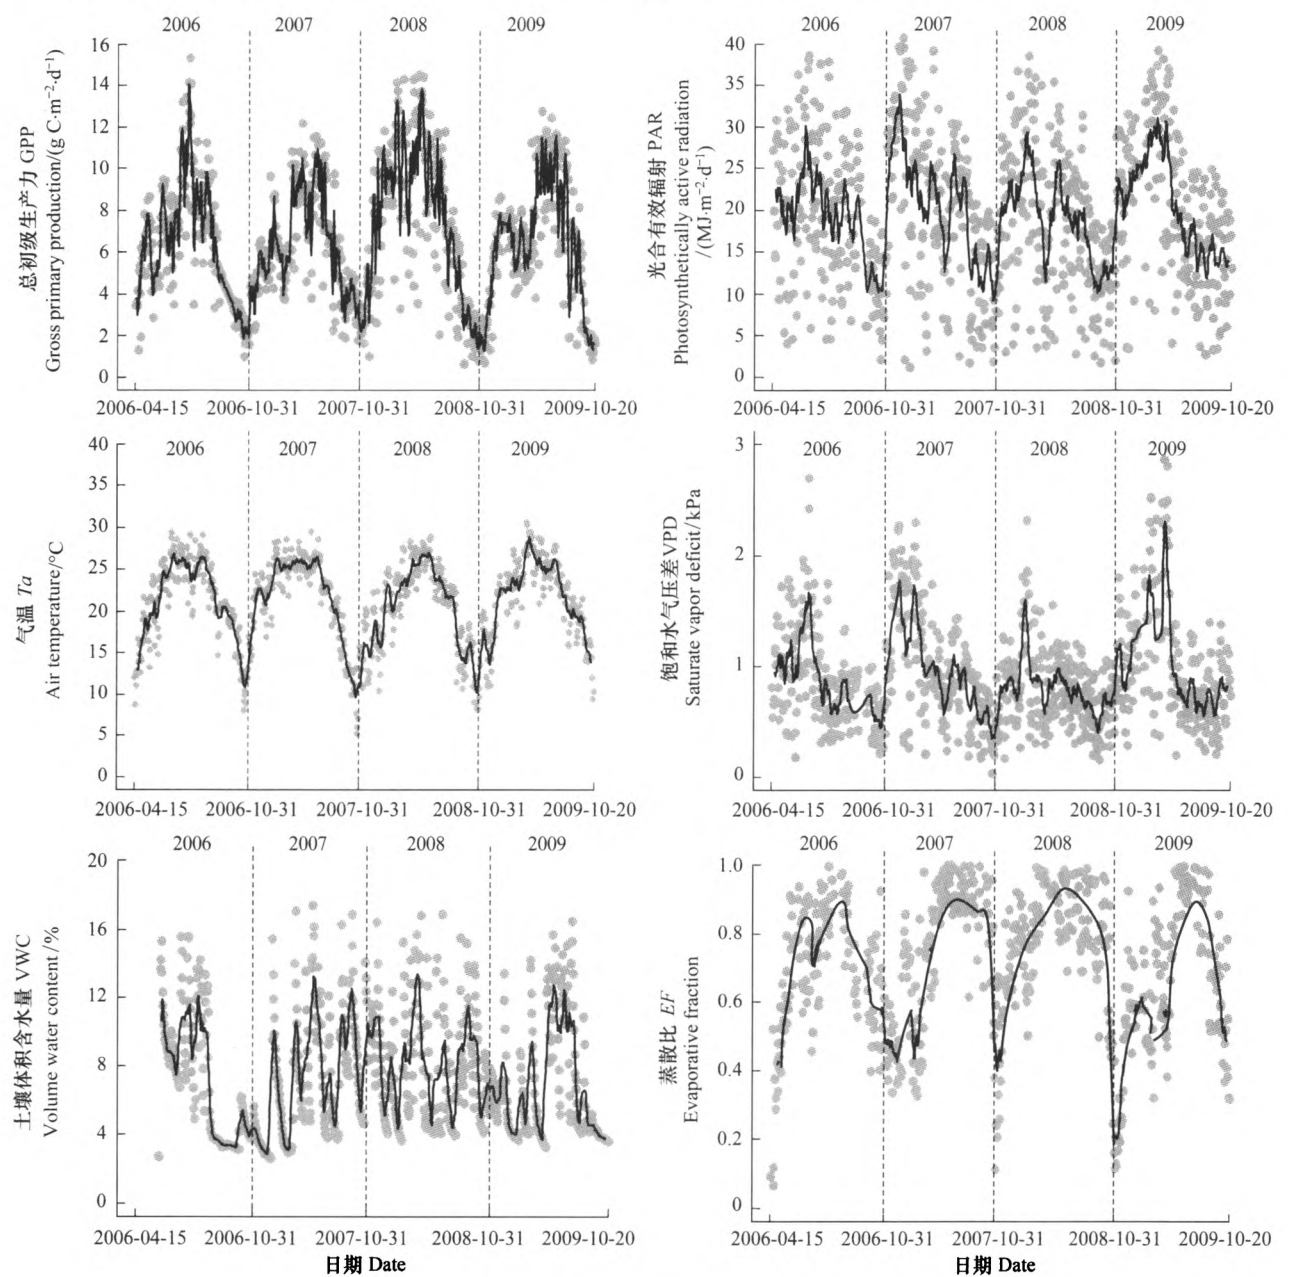 2006 2007 2008 2009
16
14
12
10
8
6
4
2
0
总初级生产力 GPP
Gross primary production/(g C·m⁻²·d⁻¹)
2006-04-15 2006-10-31 2007-10-31 2008-10-31 2009-10-20
2006 2007 2008 2009
40
35
30
25
20
15
10
5
0
光合有效辐射 PAR
Photosynthetically active radiation
/(MJ·m⁻²·d⁻¹)
2006-04-15 2006-10-31 2007-10-31 2008-10-31 2009-10-20
2006 2007 2008 2009
40
35
30
25
20
15
10
5
0
气温 Ta
Air temperature/°C
2006-04-15 2006-10-31 2007-10-31 2008-10-31 2009-10-20
2006 2007 2008 2009
3
2
1
0
饱和水气压差VPD
Saturate vapor deficit/kPa
2006-04-15 2006-10-31 2007-10-31 2008-10-31 2009-10-20
2006 2007 2008 2009
20
16
12
8
4
0
土壤体积含水量 VWC
Volume water content/%
2006-04-15 2006-10-31 2007-10-31 2008-10-31 2009-10-20
日期 Date
2006 2007 2008 2009
1.0
0.8
0.6
0.4
0.2
0
蒸散比 EF
Evaporative fraction
2006-04-15 2006-10-31 2007-10-31 2008-10-31 2009-10-20
日期 Date